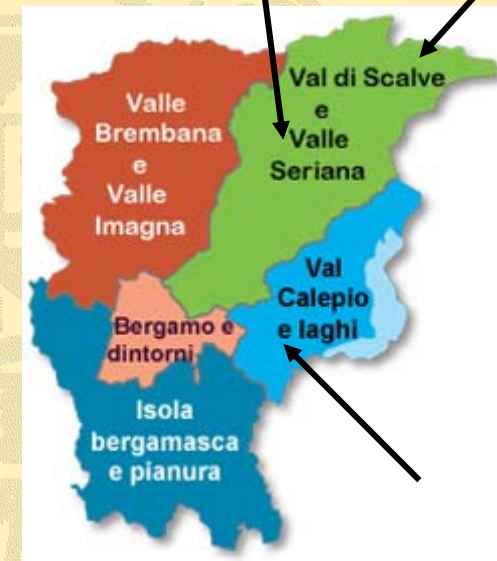 Valle
Brembana
e
Valle
Imagna
Val di Scalve
e
Valle
Seriana
Val
Calepio
e laghi
Bergamo e
dintorni
Isola
bergamasca
e pianura